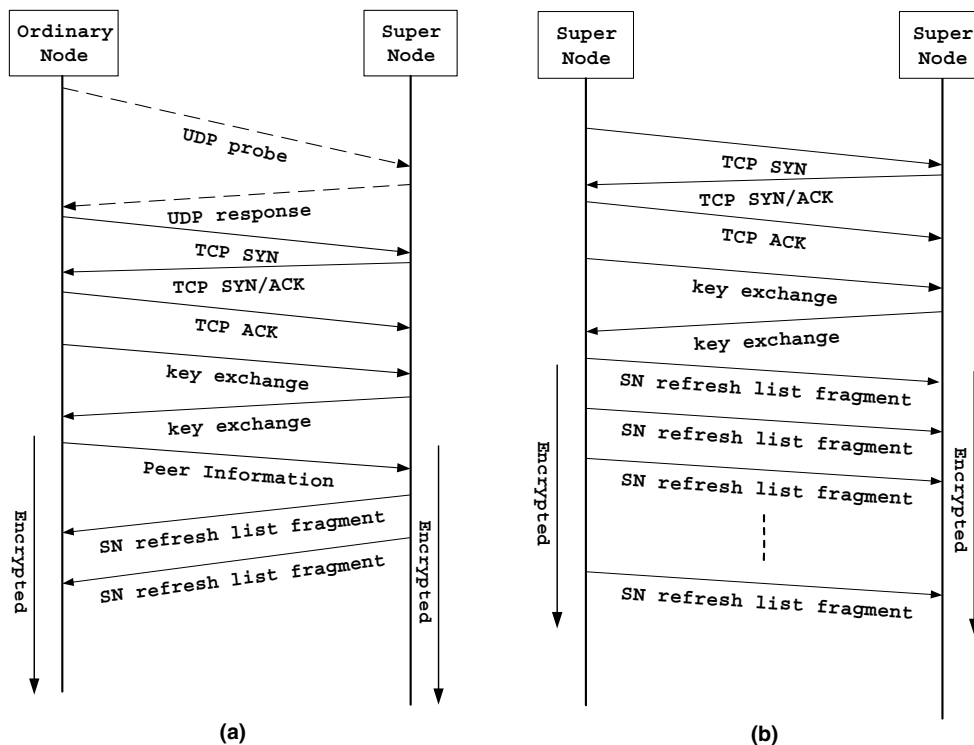 Ordinary
Node
Super
Node
UDP probe
UDP response
TCP SYN
TCP SYN/ACK
TCP ACK
key exchange
key exchange
Peer Information
SN refresh list fragment
SN refresh list fragment
Encrypted
Encrypted
(a)
Super
Node
Super
Node
TCP SYN
TCP SYN/ACK
TCP ACK
key exchange
key exchange
SN refresh list fragment
SN refresh list fragment
SN refresh list fragment
SN refresh list fragment
Encrypted
Encrypted
(b)